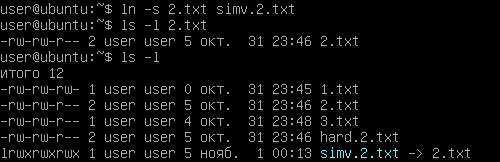 user@ubuntu:~$ ln -s 2.txt simv.2.txt
user@ubuntu:~$ ls -l 2.txt
-rw-rw-r-- 2 user user 5 окт.  31 23:46 2.txt
user@ubuntu:~$ ls -l
итого 12
-rw-rw-rw- 1 user user 0 окт.  31 23:45 1.txt
-rw-rw-r-- 2 user user 5 окт.  31 23:46 2.txt
-rw-rw-r-- 1 user user 4 окт.  31 23:48 3.txt
-rw-rw-r-- 2 user user 5 окт.  31 23:46 hard.2.txt
lrwxrwxrwx 1 user user 5 нояб.  1 00:13 simv.2.txt -> 2.txt